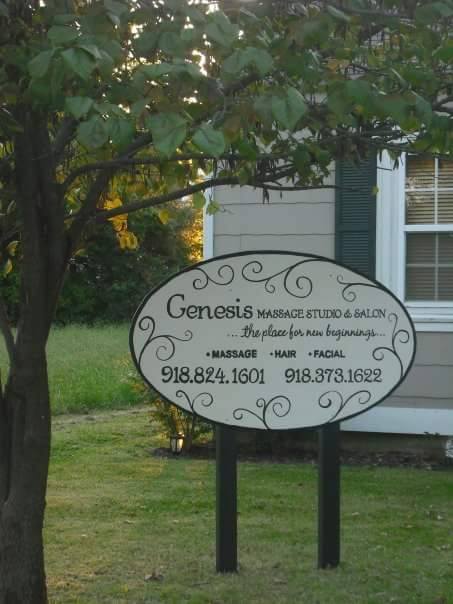 Genesis MASSAGE STUDIO & SALON
...the place for new beginnings...
•MASSAGE •HAIR •FACIAL
918.824.1601 918.373.1622